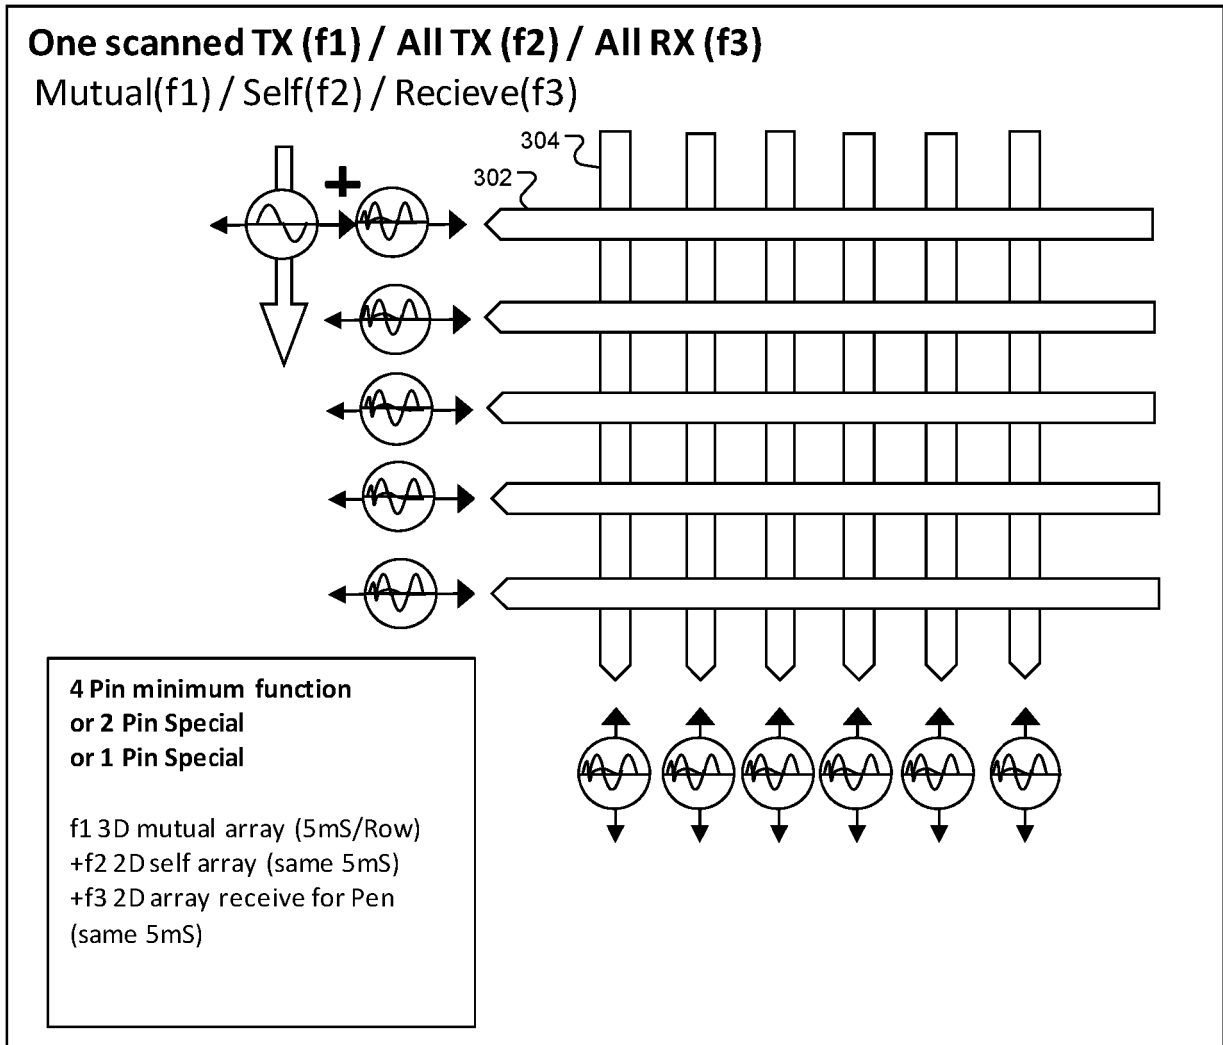 One scanned TX (f1) / All TX (f2) / All RX (f3)
Mutual(f1) / Self(f2) / Recieve(f3)
304
302
+
4 Pin minimum function
or 2 Pin Special
or 1 Pin Special
f1 3D mutual array (5mS/Row)
+f2 2D self array (same 5mS)
+f3 2D array receive for Pen
(same 5mS)